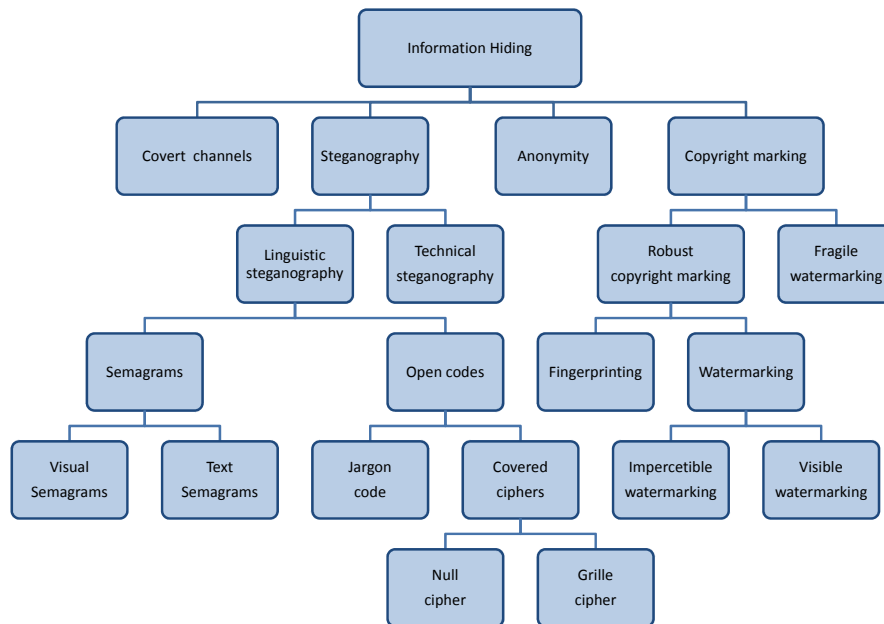 Information Hiding
Covert channels
Steganography
Anonymity
Copyright marking
Linguistic
steganography
Technical
steganography
Robust
copyright marking
Fragile
watermarking
Semagrams
Open codes
Fingerprinting
Watermarking
Visual
Semagrams
Text
Semagrams
Jargon
code
Covered
ciphers
Impercetible
watermarking
Visible
watermarking
Null
cipher
Grille
cipher